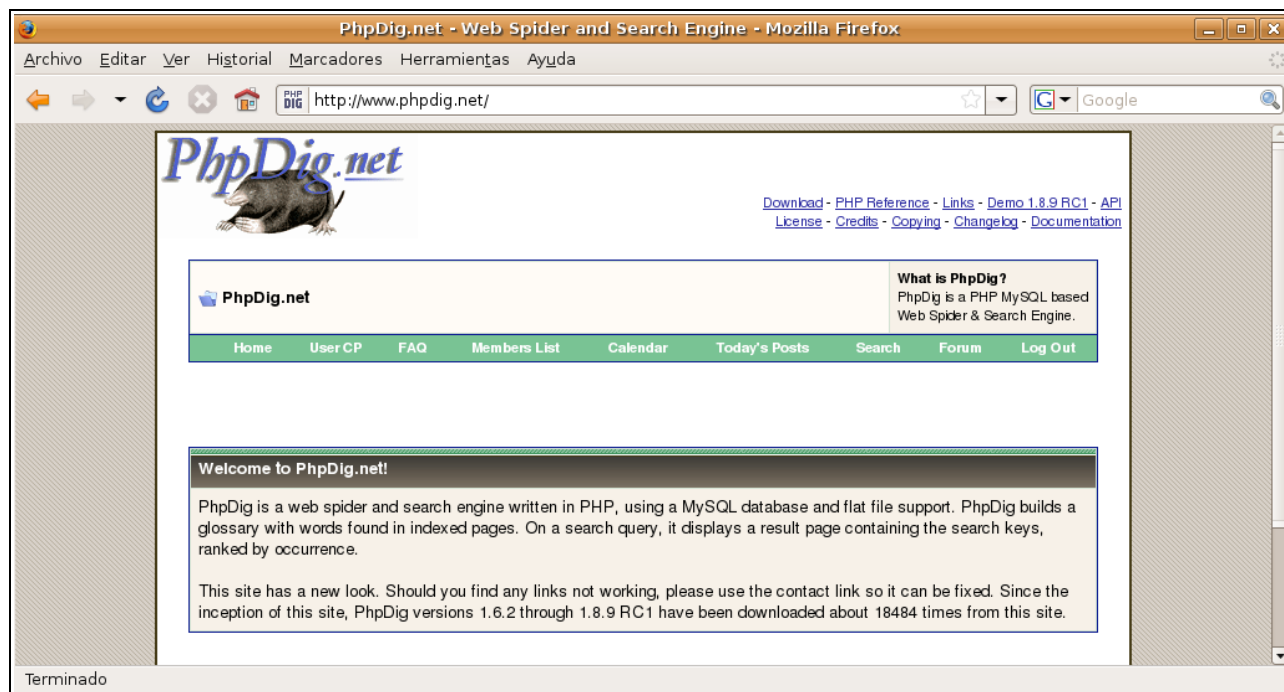 PhpDig.net - Web Spider and Search Engine - Mozilla Firefox
Archivo Editar Ver Historial Marcadores Herramientas Ayuda
PHP DIG http://www.phpdig.net/ G Google
PhpDig.net
Download - PHP Reference - Links - Demo 1.8.9 RC1 - API
License - Credits - Copying - Changelog - Documentation
PhpDig.net
What is PhpDig?
PhpDig is a PHP MySQL based
Web Spider & Search Engine.
Home User CP FAQ Members List Calendar Today's Posts Search Forum Log Out
Welcome to PhpDig.net!
PhpDig is a web spider and search engine written in PHP, using a MySQL database and flat file support. PhpDig builds a
glossary with words found in indexed pages. On a search query, it displays a result page containing the search keys,
ranked by occurrence.
This site has a new look. Should you find any links not working, please use the contact link so it can be fixed. Since the
inception of this site, PhpDig versions 1.6.2 through 1.8.9 RC1 have been downloaded about 18484 times from this site.
Terminado